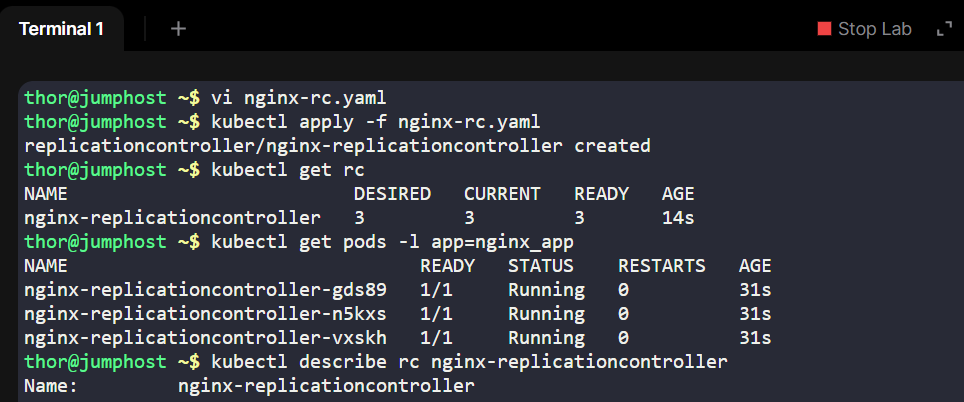 Terminal 1 + Stop Lab
thor@jumphost ~$ vi nginx-rc.yaml
thor@jumphost ~$ kubectl apply -f nginx-rc.yaml
replicationcontroller/nginx-replicationcontroller created
thor@jumphost ~$ kubectl get rc
NAME                          DESIRED   CURRENT   READY   AGE
nginx-replicationcontroller   3         3         3       14s
thor@jumphost ~$ kubectl get pods -l app=nginx_app
NAME                                READY   STATUS    RESTARTS   AGE
nginx-replicationcontroller-gds89   1/1     Running   0          31s
nginx-replicationcontroller-n5kxs   1/1     Running   0          31s
nginx-replicationcontroller-vxskh   1/1     Running   0          31s
thor@jumphost ~$ kubectl describe rc nginx-replicationcontroller
Name:         nginx-replicationcontroller